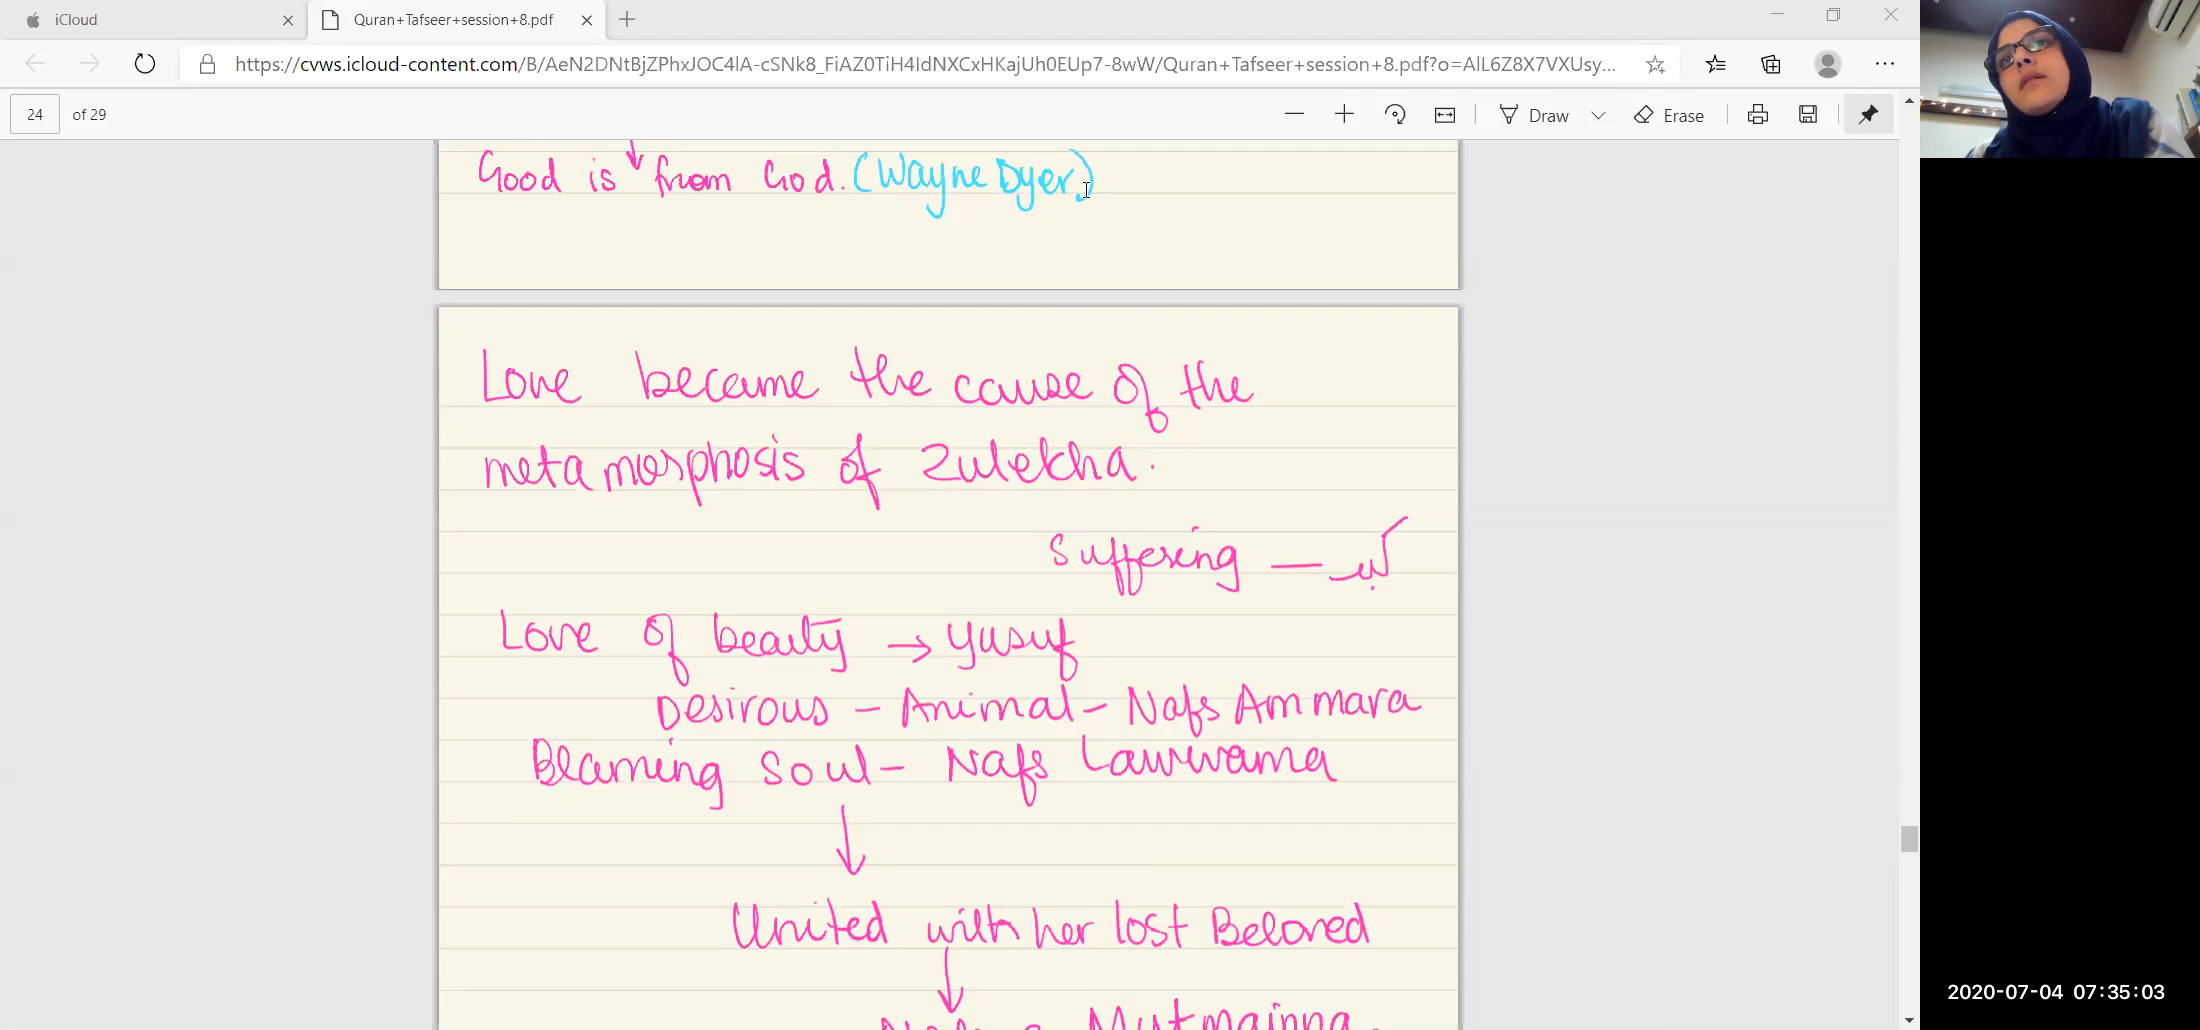 iCloud
Quran+Tafseer+session+8.pdf
https://cvws.icloud-content.com/B/AeN2DNtBjZPhxJOC4lA-cSNk8_FiAZ0TiH4IdNXCxHKajUh0EUp7-8wW/Quran+Tafseer+session+8.pdf?o=AlL6Z8X7VXUsy...
24 of 29
Draw
Erase
Good is from God. (Wayne Dyer)
Love became the cause of the
metamorphosis of Zulekha.
Suffering —
Love of beauty → Yusuf
Desirous – Animal – Nafs Ammara
Blaming Soul – Nafs Lawwama
United with her lost Beloved
Mutmainna.
2020-07-04 07:35:03